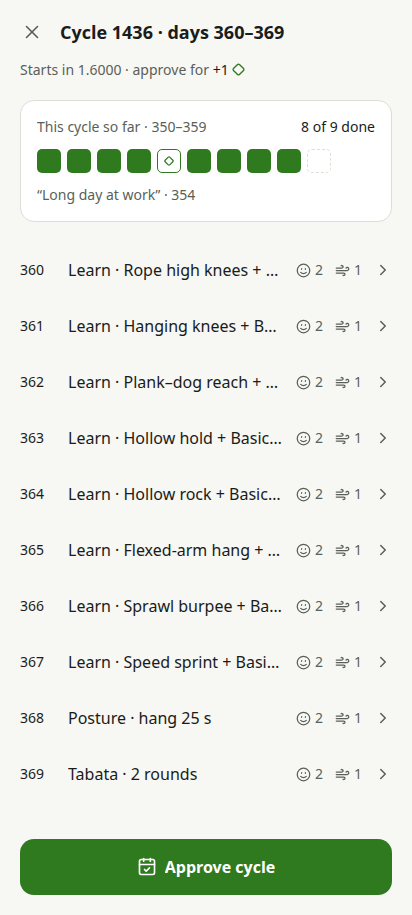 Cycle 1436 · days 360–369
Starts in 1.6000 · approve for +1
This cycle so far · 350–359
8 of 9 done
“Long day at work” · 354
360 Learn · Rope high knees + ... 2 1
361 Learn · Hanging knees + B... 2 1
362 Learn · Plank–dog reach + ... 2 1
363 Learn · Hollow hold + Basic... 2 1
364 Learn · Hollow rock + Basic... 2 1
365 Learn · Flexed-arm hang + ... 2 1
366 Learn · Sprawl burpee + Ba... 2 1
367 Learn · Speed sprint + Basi... 2 1
368 Posture · hang 25 s 2 1
369 Tabata · 2 rounds 2 1
Approve cycle